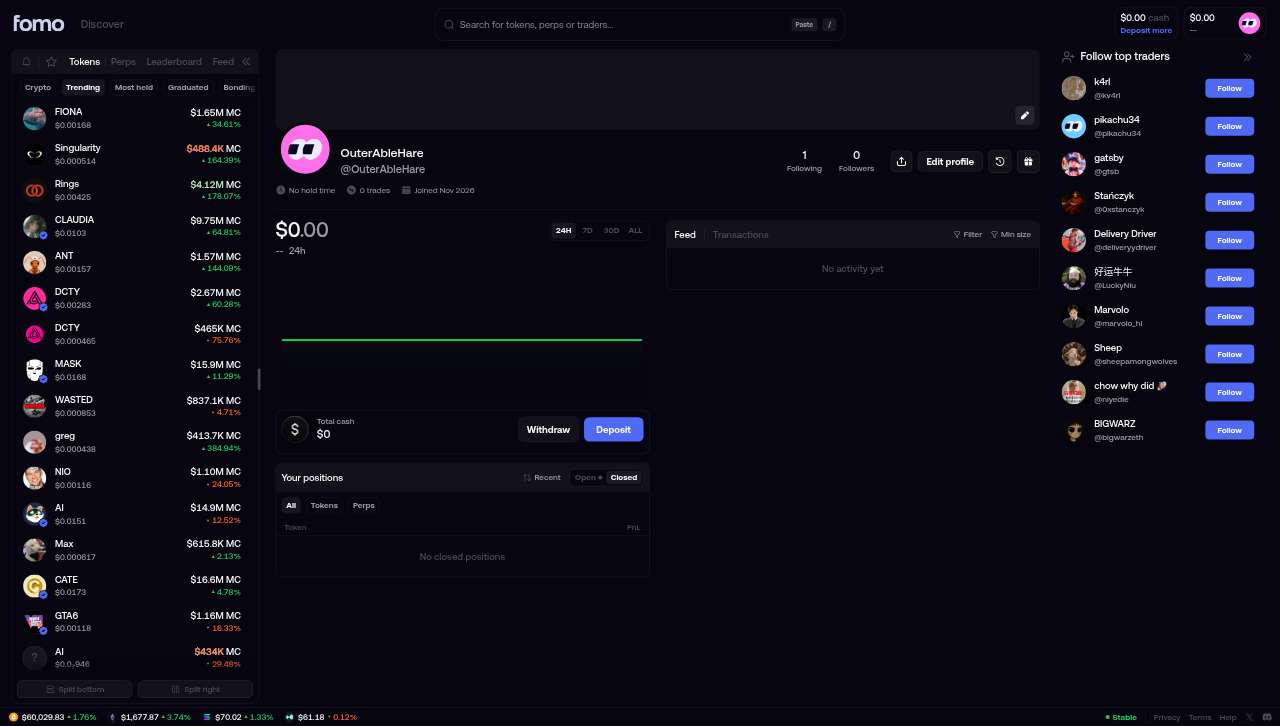 fomo
Discover
Search for tokens, perps or traders...
Paste
/
$0.00 cash
Deposit more
$0.00
—
Tokens
Perps
Leaderboard
Feed
Crypto
Trending
Most held
Graduated
Bonding
FIONA
$0.00168
$1.65M MC
34.61%
Singularity
$0.000514
$488.4K MC
164.39%
Rings
$0.00425
$4.12M MC
178.07%
CLAUDIA
$0.0103
$9.75M MC
64.81%
ANT
$0.00157
$1.57M MC
144.09%
DCTY
$0.00283
$2.67M MC
60.28%
DCTY
$0.000465
$465K MC
75.76%
MASK
$0.0168
$15.9M MC
11.29%
WASTED
$0.000853
$837.1K MC
4.71%
greg
$0.000438
$413.7K MC
384.94%
NIO
$0.00116
$1.10M MC
24.05%
AI
$0.0151
$14.9M MC
12.52%
Max
$0.000617
$615.8K MC
2.13%
CATE
$0.0173
$16.6M MC
4.78%
GTA6
$0.00118
$1.16M MC
16.33%
?
AI
$434K MC
29.48%
Split bottom
Split right
OuterAbleHare
@OuterAbleHare
1
Following
0
Followers
Edit profile
No hold time
0 trades
Joined Nov 2026
$0.00
-- 24h
24H
7D
30D
ALL
$
Total cash
$0
Withdraw
Deposit
Your positions
Recent
Open
Closed
All
Tokens
Perps
Token
PnL
No closed positions
Feed
Transactions
Filter
Min size
No activity yet
Follow top traders
k4rl
@kv4rl
Follow
pikachu34
@pikachu34
Follow
gatsby
@gtsb
Follow
Stańczyk
@0xstanczyk
Follow
Delivery Driver
@deliveryydriver
Follow
好运牛牛
@LuckyNiu
Follow
Marvolo
@marvolo_hl
Follow
Sheep
@sheepamongwolves
Follow
chow why did
@niyedie
Follow
BIGWARZ
@bigwarzeth
Follow
$60,029.83
1.76%
$1,677.87
3.74%
$70.02
1.33%
$61.18
0.12%
Stable
Privacy
Terms
Help